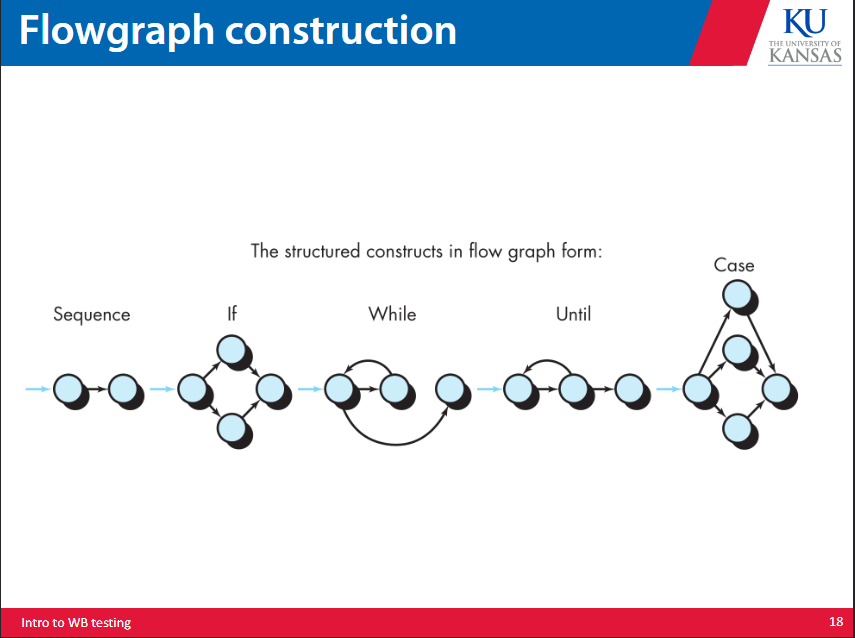 Flowgraph construction
KU
THE UNIVERSITY OF
KANSAS
The structured constructs in flow graph form:
Case
Sequence
If
While
Until
Intro to WB testing
18